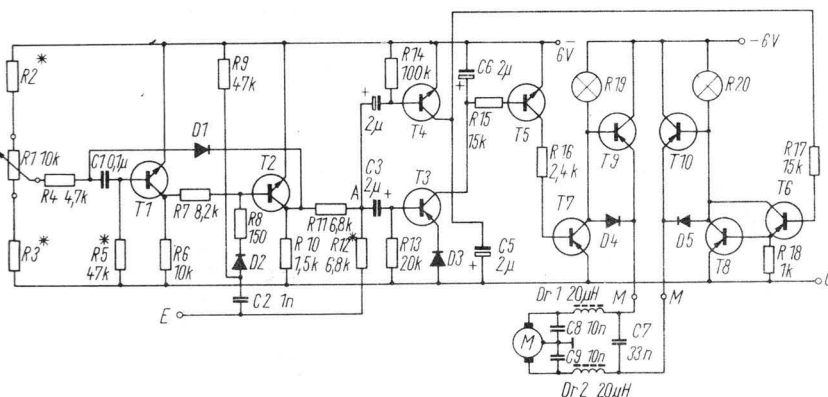 R2 *
R1 10k
R4 4,7k
R3 *
C1 0,1µ
D1
T1
R7 8,2k
R5 *
47k
R6
10k
R9
47k
T2
R8
150
D2
C2 1n
E
R10
1,5k
R11 6,8k
R12 *
6,8k
A
R14
100k
2µ
T4
C3
2µ
T3
R13
20k
D3
C6 2µ
R15
15k
C5
2µ
T5
−
6V
R16
2,4k
T7
D4
R19
T9
T10
R20
−6V
R17
15k
T6
D5
T8
R18
1k
M
M
Dr1 20µH
C8 10n
C9 10n
C7
33n
M
Dr2 20µH